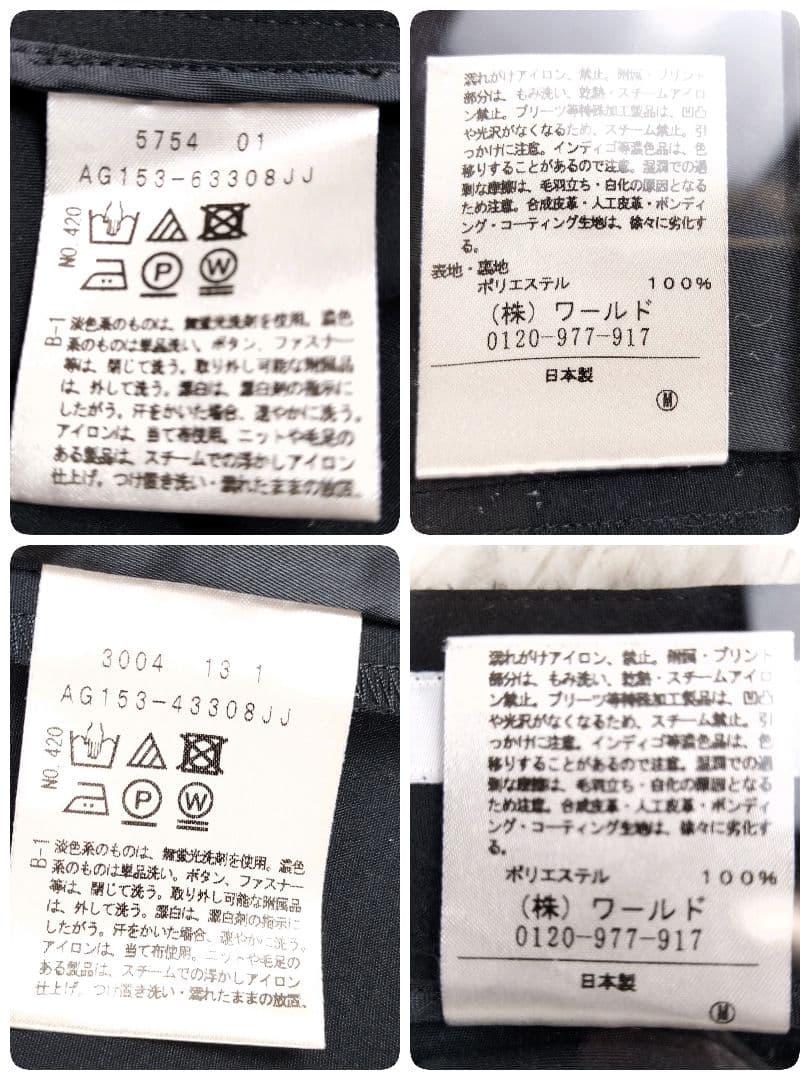 5754 01
AG153-63308JJ
NO.420
B-1
淡色系のものは、無蛍光洗剤を使用。濃色
系のものは単品洗い。ボタン、ファスナー
等は、閉じて洗う。取り外し可能な附属品
は、外して洗う。漂白は、漂白剤の指示に
したがう。汗をかいた場合、速やかに洗う。
アイロンは、当て布使用。ニットや毛足の
ある製品は、スチームでの浮かしアイロン
仕上げ。つけ置き洗い・濡れたままの放置、
濡れがけアイロン、禁止。附属・プリント
部分は、もみ洗い、乾熱・スチームアイロ
ン禁止。プリーツ等特殊加工製品は、凹凸
や光沢がなくなるため、スチーム禁止。引
っかけに注意。インディゴ等濃色品は、色
移りすることがあるので注意。湿潤での過
剰な摩擦は、毛羽立ち・白化の原因となる
ため注意。合成皮革・人工皮革・ボンディ
ング・コーティング生地は、徐々に劣化す
る。
表地・裏地
ポリエステル 100%
(株) ワールド
0120-977-917
日本製
M
3004 13 1
AG153-43308JJ
NO.420
B-1
淡色系のものは、無蛍光洗剤を使用。濃色
系のものは単品洗い。ボタン、ファスナー
等は、閉じて洗う。取り外し可能な附属品
は、外して洗う。漂白は、漂白剤の指示に
したがう。汗をかいた場合、速やかに洗う。
アイロンは、当て布使用。ニットや毛足の
ある製品は、スチームでの浮かしアイロン
仕上げ。つけ置き洗い・濡れたままの放置、
濡れがけアイロン、禁止。附属・プリント
部分は、もみ洗い、乾熱・スチームアイロ
ン禁止。プリーツ等特殊加工製品は、凹凸
や光沢がなくなるため、スチーム禁止。引
っかけに注意。インディゴ等濃色品は、色
移りすることがあるので注意。湿潤での過
剰な摩擦は、毛羽立ち・白化の原因となる
ため注意。合成皮革・人工皮革・ボンディ
ング・コーティング生地は、徐々に劣化す
る。
ポリエステル 100%
(株) ワールド
0120-977-917
日本製
M